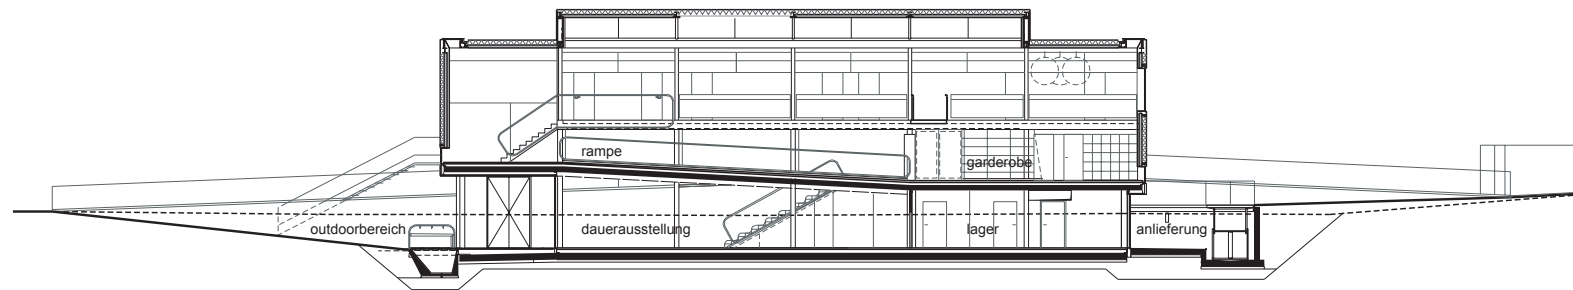 rampe
garderobe
outdoorbereich
dauerausstellung
lager
anlieferung